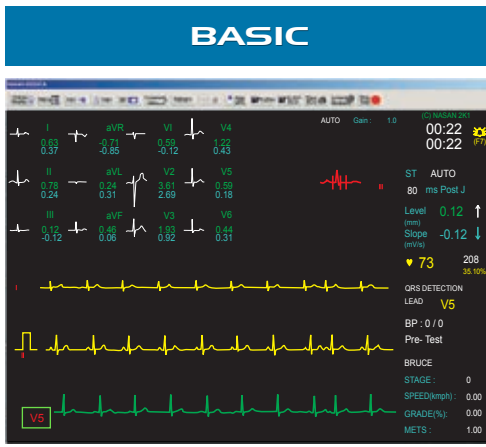 BASIC
AUTO Gain : 1.0
(C) NASAN 2K1
00:22
00:22
(F7)
I aVR V1 V4
0.63 -0.71 0.59 1.22
0.37 -0.85 -0.12 0.43
II aVL V2 V5
0.78 0.24 3.61 0.59
0.24 0.31 2.69 0.18
III aVF V3 V6
0.12 0.46 1.93 0.44
-0.12 0.06 0.92 0.31
II
ST AUTO
80 ms Post J
Level 0.12 ↑
(mm)
Slope -0.12 ↓
(mV/s)
♥ 73 208
35.10%
I
QRS DETECTION
LEAD V5
BP : 0 / 0
Pre- Test
II
BRUCE
STAGE : 0
SPEED(kmph) : 0.00
GRADE(%): 0.00
METS : 1.00
V5